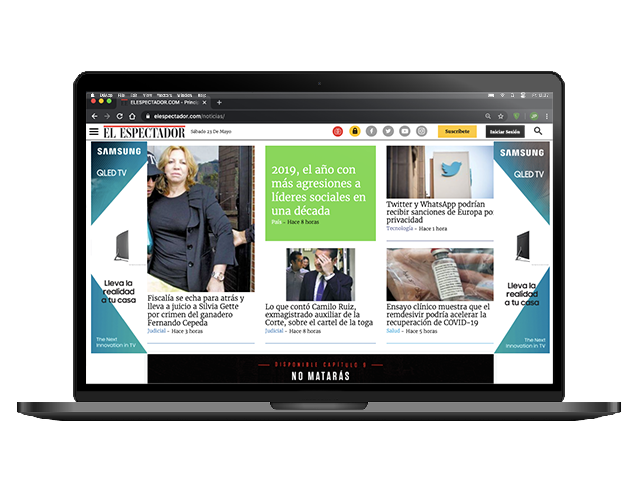 ELESPECTADOR.COM - Princip
elespectador.com/noticias/
EL ESPECTADOR
Sábado 23 De Mayo
Suscríbete
Iniciar Sesión
SAMSUNG
QLED TV
Lleva la
realidad
a tu casa
The Next
Innovation in TV
Fiscalía se echa para atrás y
lleva a juicio a Silvia Gette
por crimen del ganadero
Fernando Cepeda
Judicial - Hace 9 horas
2019, el año con
más agresiones a
líderes sociales en
una década
País - Hace 8 horas
Lo que contó Camilo Ruiz,
exmagistrado auxiliar de la
Corte, sobre el cartel de la toga
Judicial - Hace 8 horas
Twitter y WhatsApp podrían
recibir sanciones de Europa por
privacidad
Tecnología - Hace 1 hora
Ensayo clínico muestra que el
remdesivir podría acelerar la
recuperación de COVID-19
Salud - Hace 5 horas
SAMSUNG
QLED TV
Lleva la
realidad
a tu casa
The Next
Innovation in TV
NO MATARÁS